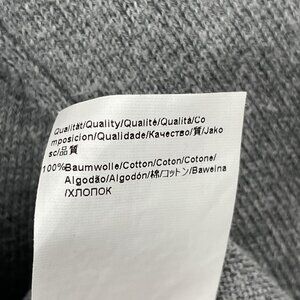 Qualität/Quality/Qualité/Qualità/Co
mposicion/Qualidade/Качество/質/Jako
sc/品質
100%Baumwolle/Cotton/Coton/Cotone/
Algodão/Algodón/棉/コットン/Bawełna
/ХЛОПОК